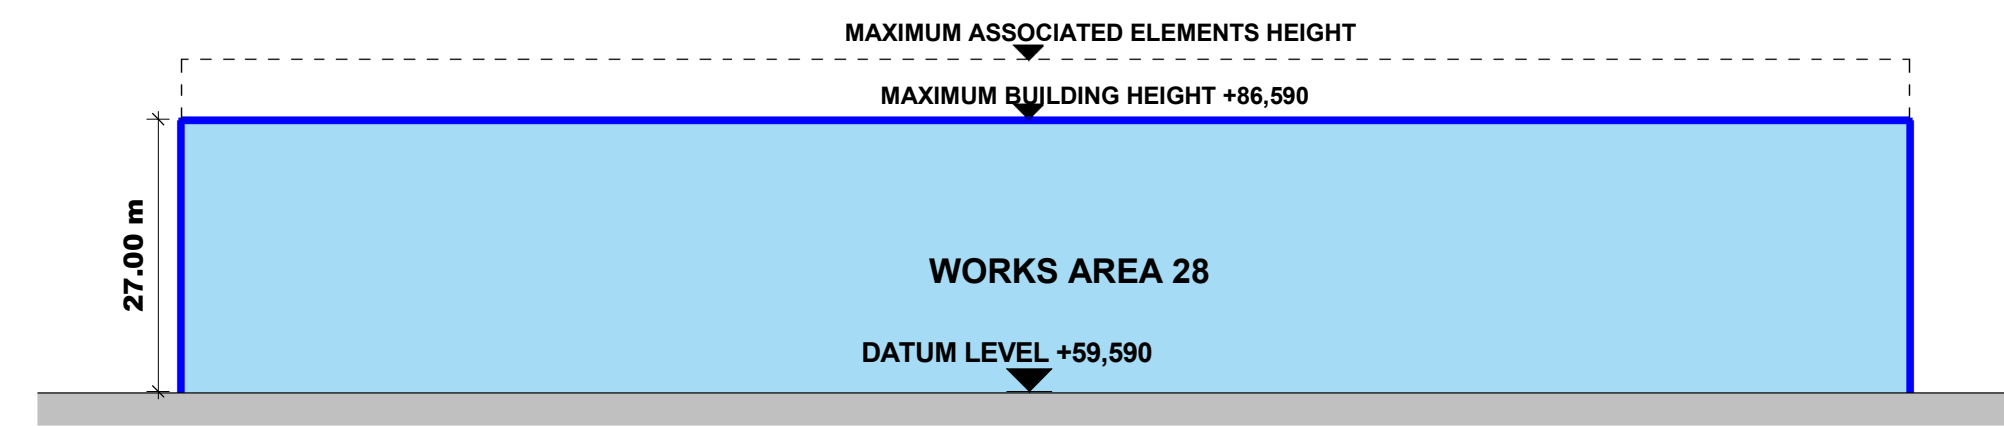 MAXIMUM ASSOCIATED ELEMENTS HEIGHT
MAXIMUM BUILDING HEIGHT +86,590
27.00 m
WORKS AREA 28
DATUM LEVEL +59,590